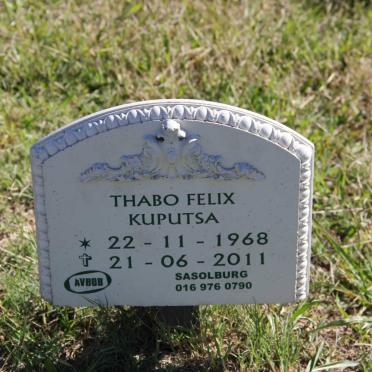 THABO FELIX
KUPUTSA
✶ 22 - 11 - 1968
✞ 21 - 06 - 2011
AVBOB
SASOLBURG
016 976 0790